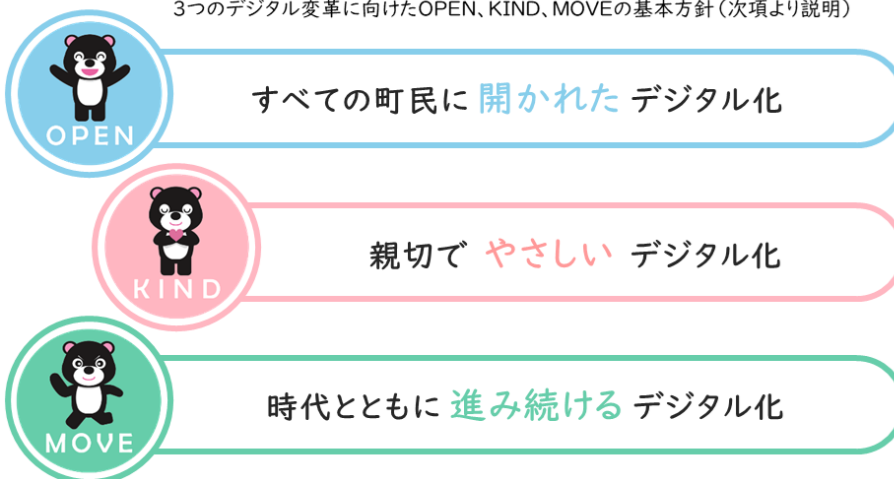 3つのデジタル変革に向けたOPEN、KIND、MOVEの基本方針（次項より説明）
OPEN
すべての町民に 開かれた デジタル化
KIND
親切で やさしい デジタル化
MOVE
時代とともに 進み続ける デジタル化